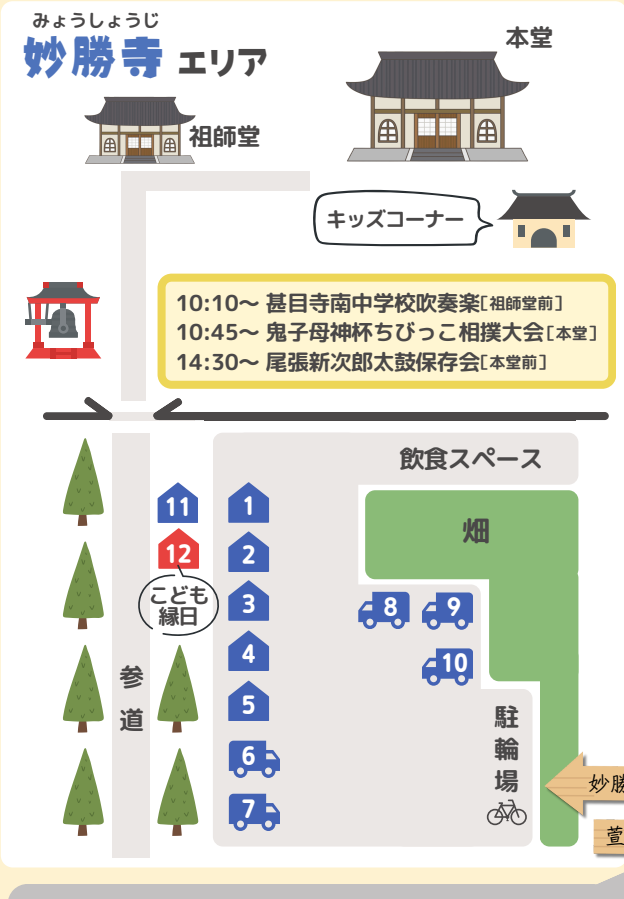 みょうしょうじ
妙勝寺 エリア
本堂
祖師堂
キッズコーナー
10:10〜 甚目寺南中学校吹奏楽[祖師堂前]
10:45〜 鬼子母神杯ちびっこ相撲大会[本堂]
14:30〜 尾張新次郎太鼓保存会[本堂前]
飲食スペース
畑
11
1
12
2
こども
縁日
3
8
9
4
10
5
6
7
参道
駐輪場
妙勝
萱